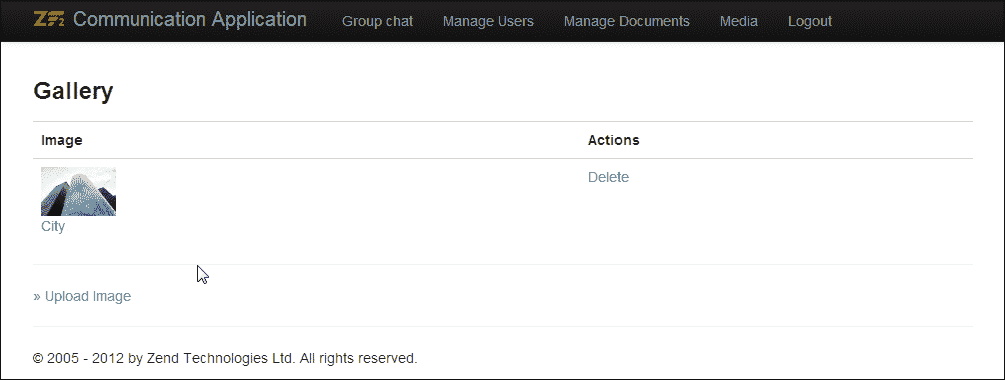 ZF2 Communication Application Group chat Manage Users Manage Documents Media Logout
Gallery
Image Actions
Delete
City
» Upload Image
© 2005 - 2012 by Zend Technologies Ltd. All rights reserved.